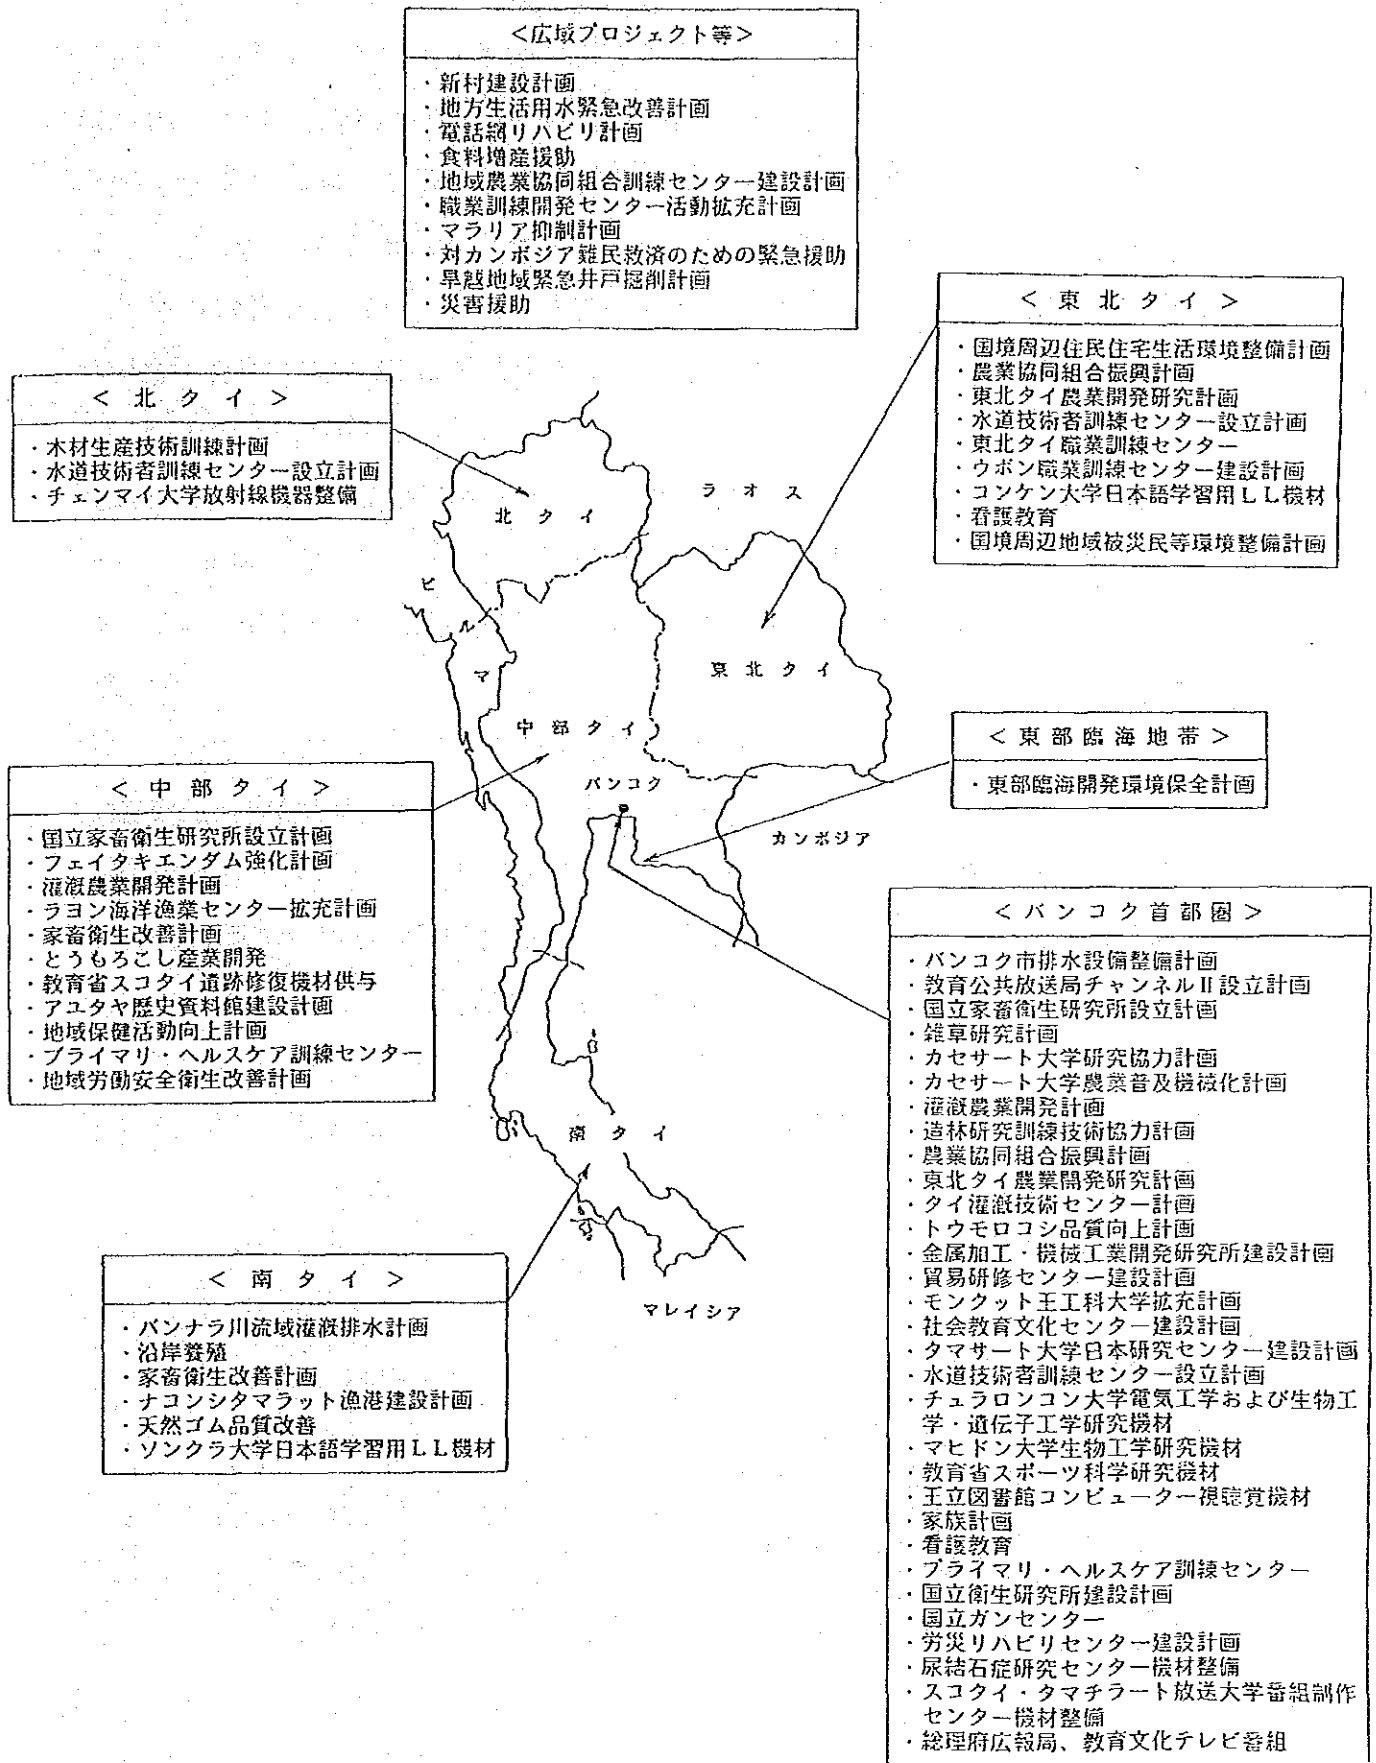 ＜広域プロジェクト等＞
・新村建設計画
・地方生活用水緊急改善計画
・電話網リハビリ計画
・食料増産援助
・地域農業協同組合訓練センター建設計画
・職業訓練開発センター活動拡充計画
・マラリア抑制計画
・対カンボジア難民救済のための緊急援助
・旱越地域緊急井戸掘削計画
・災害援助
＜東北タイ＞
・国境周辺住民住宅生活環境整備計画
・農業協同組合振興計画
・東北タイ農業開発研究計画
・水道技術者訓練センター設立計画
・東北タイ職業訓練センター
・ウボン職業訓練センター建設計画
・コンケン大学日本語学習用LL機材
・看護教育
・国境周辺地域被災民等環境整備計画
＜北タイ＞
・木材生産技術訓練計画
・水道技術者訓練センター設立計画
・チェンマイ大学放射線機器整備
北タイ
ラオス
ビルマ
東北タイ
中部タイ
バンコク
カンボジア
＜東部臨海地帯＞
・東部臨海開発環境保全計画
＜中部タイ＞
・国立家畜衛生研究所設立計画
・フェイタキエンダム強化計画
・灌漑農業開発計画
・ラヨン海洋漁業センター拡充計画
・家畜衛生改善計画
・とうもろこし産業開発
・教育省スコタイ遺跡修復機材供与
・アユタヤ歴史資料館建設計画
・地域保健活動向上計画
・プライマリ・ヘルスケア訓練センター
・地域労働安全衛生改善計画
南タイ
マレイシア
＜南タイ＞
・バンナラ川流域灌漑排水計画
・沿岸養殖
・家畜衛生改善計画
・ナコンシタマラット漁港建設計画
・天然ゴム品質改善
・ソンクラ大学日本語学習用LL機材
＜バンコク首都圏＞
・バンコク市排水設備整備計画
・教育公共放送局チャンネルⅡ設立計画
・国立家畜衛生研究所設立計画
・雑草研究計画
・カセサート大学研究協力計画
・カセサート大学農業普及機械化計画
・灌漑農業開発計画
・造林研究訓練技術協力計画
・農業協同組合振興計画
・東北タイ農業開発研究計画
・タイ灌漑技術センター計画
・トウモロコシ品質向上計画
・金属加工・機械工業開発研究所建設計画
・貿易研修センター建設計画
・モンクット王工科大学拡充計画
・社会教育文化センター建設計画
・タマサート大学日本研究センター建設計画
・水道技術者訓練センター設立計画
・チュラロンコン大学電気工学および生物工
学・遺伝子工学研究機材
・マヒドン大学生物工学研究機材
・教育省スポーツ科学研究機材
・王立図書館コンピューター視聴覚機材
・家族計画
・看護教育
・プライマリ・ヘルスケア訓練センター
・国立衛生研究所建設計画
・国立ガンセンター
・労災リハビリセンター建設計画
・尿結石症研究センター機材整備
・スコタイ・タマチラート放送大学番組制作
センター機材整備
・総理府広報局、教育文化テレビ番組